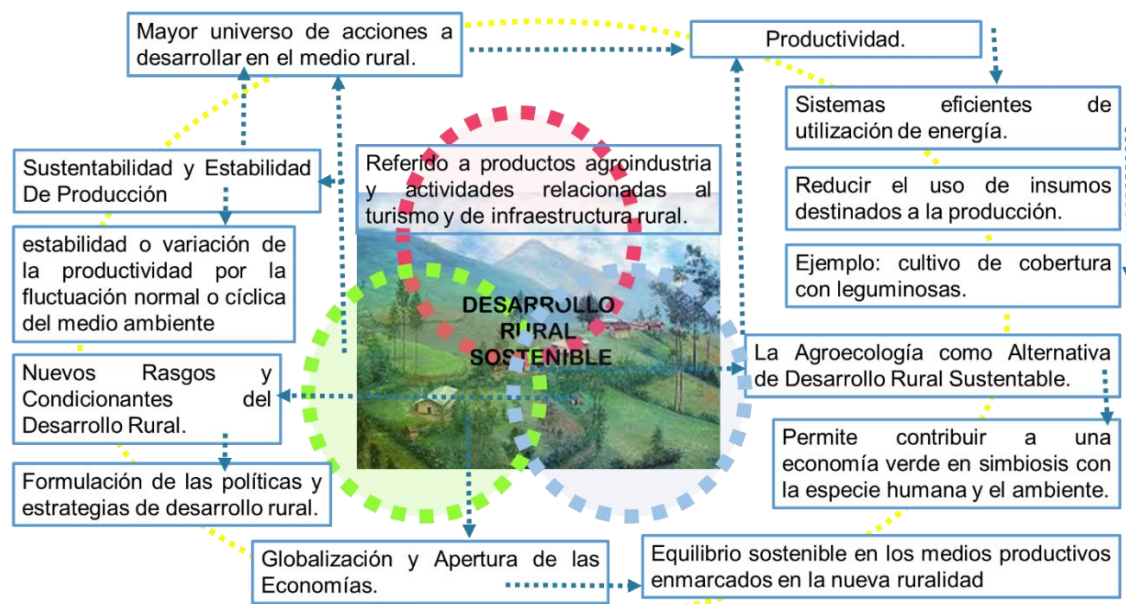 Mayor universo de acciones a
desarrollar en el medio rural.
Productividad.
Sistemas eficientes de
utilización de energía.
Sustentabilidad y Estabilidad
De Producción
Referido a productos agroindustria
y actividades relacionadas al
turismo y de infraestructura rural.
Reducir el uso de insumos
destinados a la producción.
estabilidad o variación de
la productividad por la
fluctuación normal o cíclica
del medio ambiente
Ejemplo: cultivo de cobertura
con leguminosas.
DESARROLLO
RURAL
SOSTENIBLE
La Agroecología como Alternativa
de Desarrollo Rural Sustentable.
Nuevos Rasgos y
Condicionantes del
Desarrollo Rural.
Permite contribuir a una
economía verde en simbiosis con
la especie humana y el ambiente.
Formulación de las políticas y
estrategias de desarrollo rural.
Globalización y Apertura de las
Economías.
Equilibrio sostenible en los medios productivos
enmarcados en la nueva ruralidad